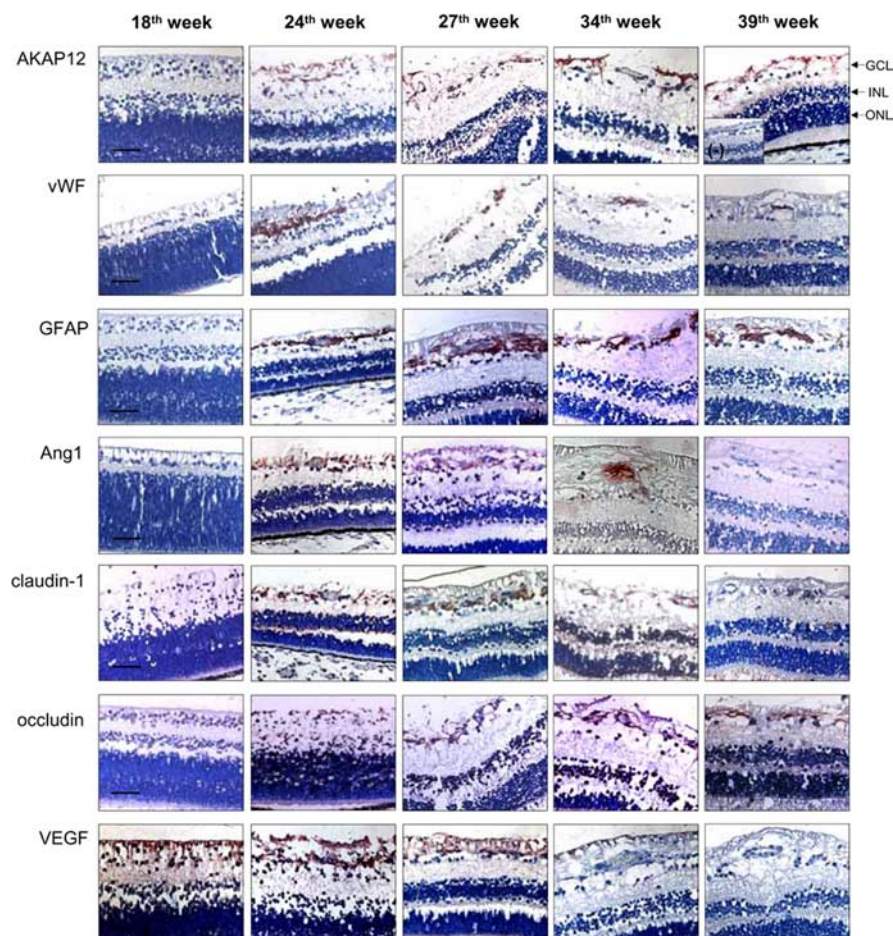 18th week 24th week 27th week 34th week 39th week
AKAP12
GCL
INL
ONL
(-)
vWF
GFAP
Ang1
claudin-1
occludin
VEGF